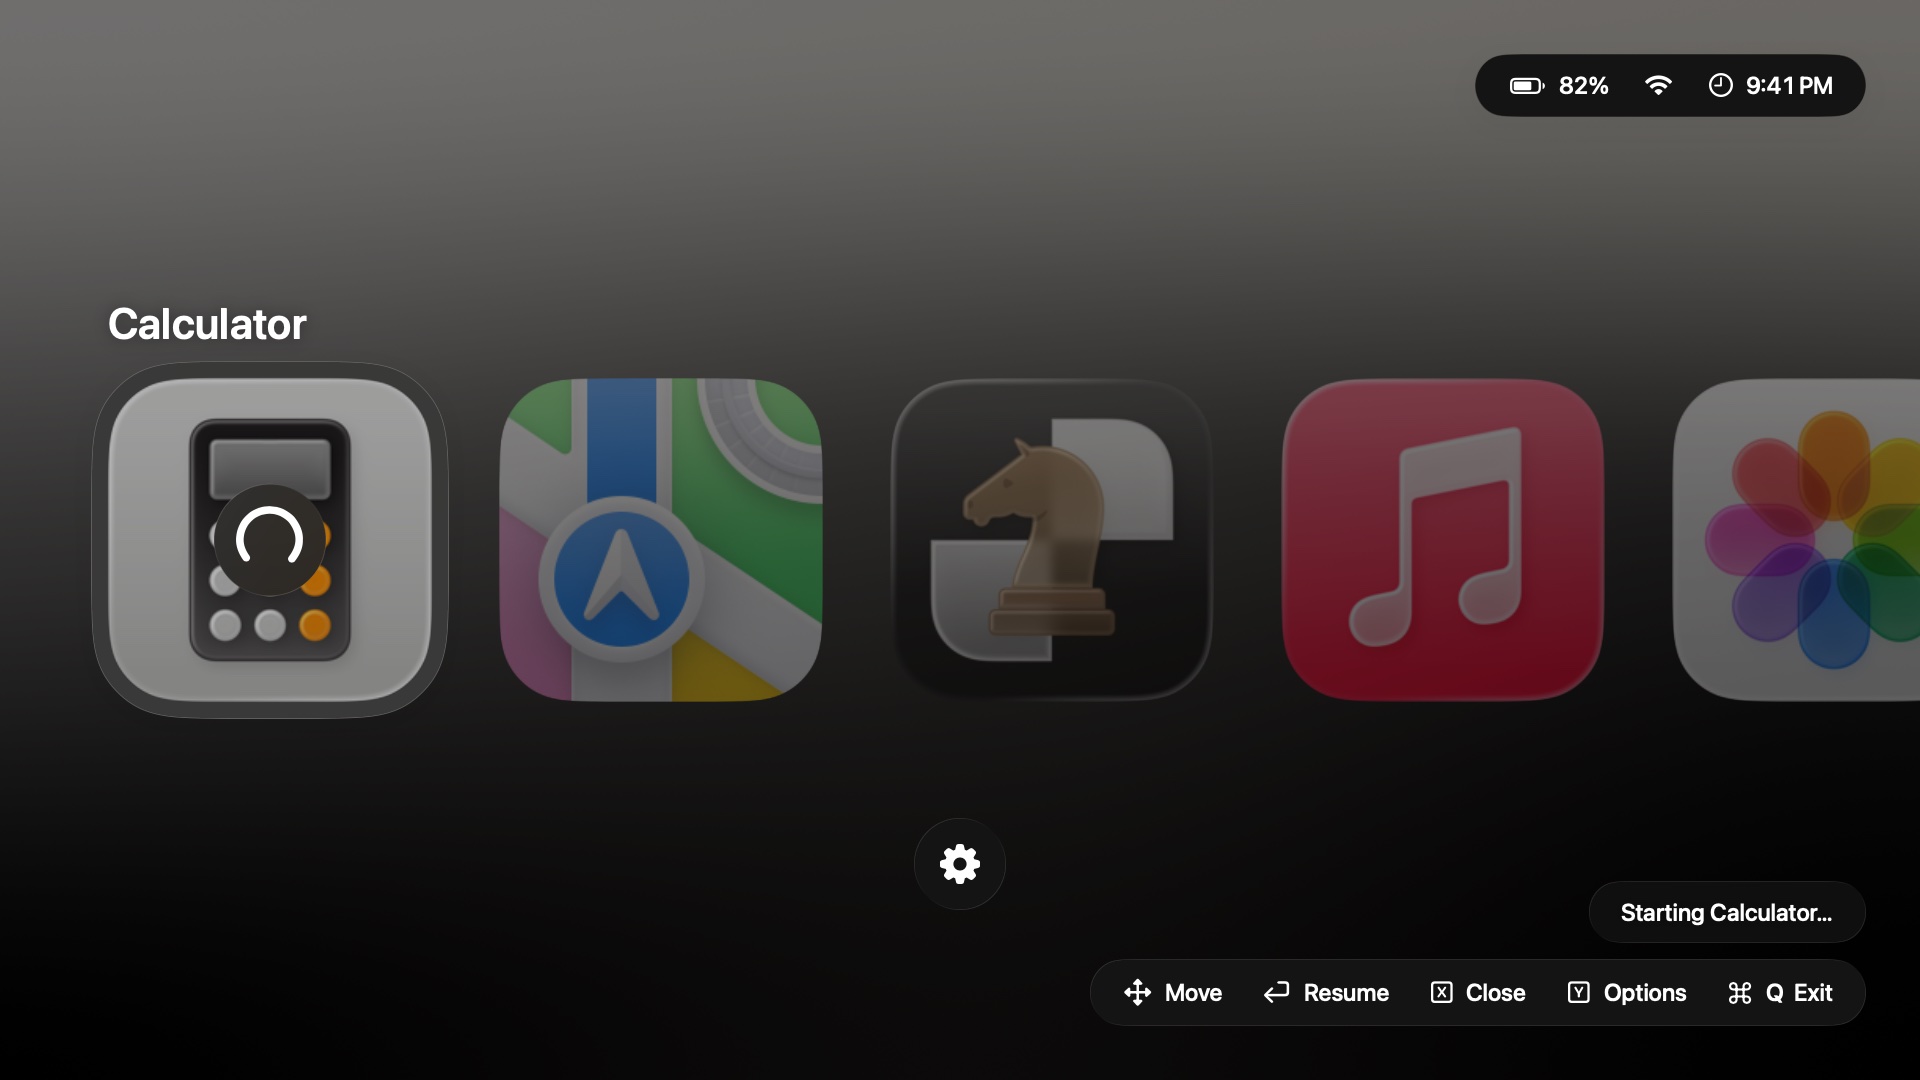 82% 9:41 PM
Calculator
Starting Calculator...
Move Resume X Close Y Options ⌘ Q Exit